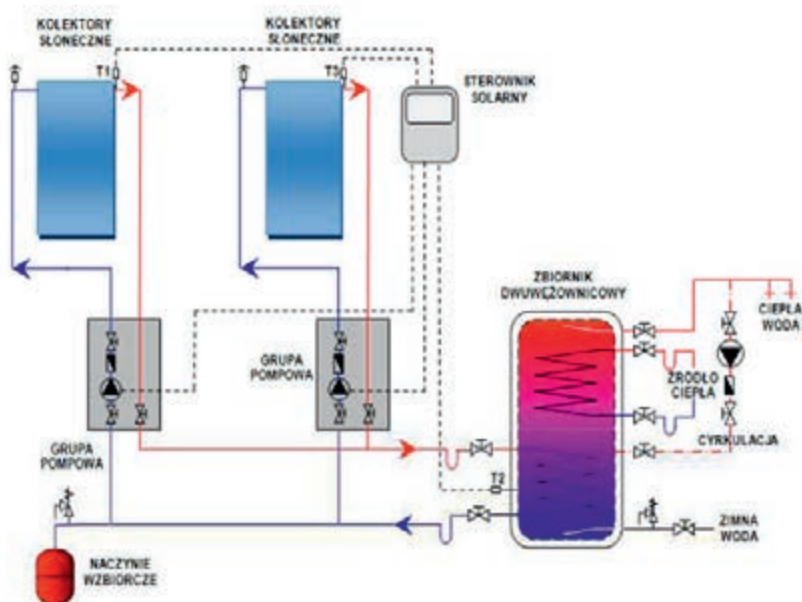 KOLEKTORY
SŁONECZNE
KOLEKTORY
SŁONECZNE
T1
T3
STEROWNIK
SOLARNY
ZBIORNIK
DWUWĘŻOWNICOWY
CIEPŁA
WODA
GRUPA
POMPOWA
ŹRÓDŁO
CIEPŁA
GRUPA
POMPOWA
CYRKULACJA
T2
ZIMNA
WODA
NACZYNIE
WZBIORCZE